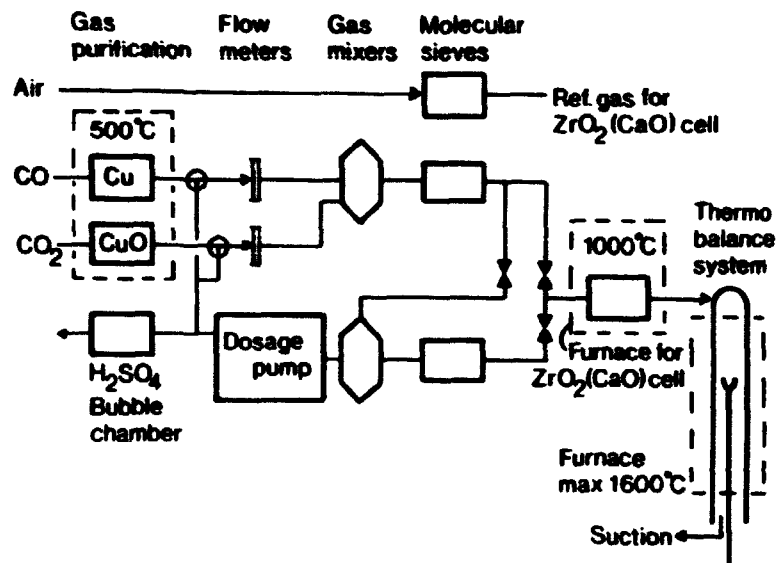 Gas purification
Flow meters
Gas mixers
Molecular sieves
Air
Ref. gas for
ZrO2(CaO) cell
500°C
CO
Cu
CO2
CuO
Thermo
balance
system
1000°C
H2SO4
Bubble
chamber
Dosage
pump
(Furnace for
ZrO2(CaO) cell
Furnace
max 1600°C
Suction